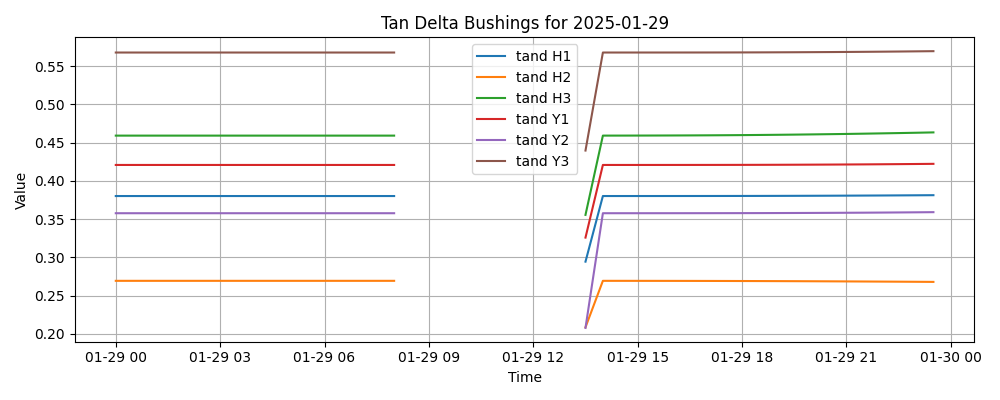 Tan Delta Bushings for 2025-01-29
Value
0.55
0.50
0.45
0.40
0.35
0.30
0.25
0.20
tand H1
tand H2
tand H3
tand Y1
tand Y2
tand Y3
01-29 00 01-29 03 01-29 06 01-29 09 01-29 12 01-29 15 01-29 18 01-29 21 01-30 00
Time